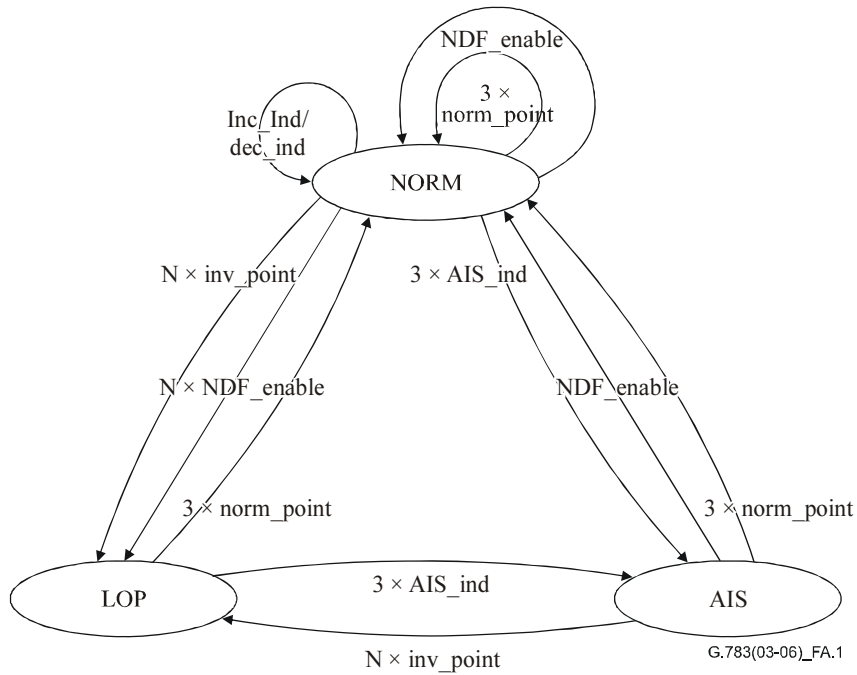 NDF_enable
3 ×
norm_point
Inc_Ind/
dec_ind
NORM
N × inv_point
3 × AIS_ind
N × NDF_enable
NDF_enable
3 × norm_point
3 × norm_point
LOP
3 × AIS_ind
AIS
N × inv_point
G.783(03-06)_FA.1